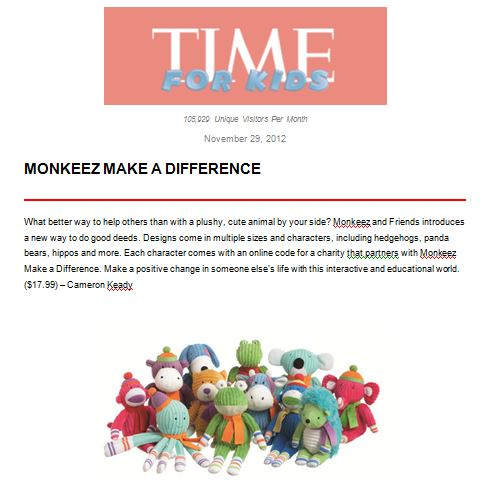 TIME
FOR KIDS
105,929 Unique Visitors Per Month
November 29, 2012
MONKEEZ MAKE A DIFFERENCE
What better way to help others than with a plushy, cute animal by your side? Monkeez and Friends introduces
a new way to do good deeds. Designs come in multiple sizes and characters, including hedgehogs, panda
bears, hippos and more. Each character comes with an online code for a charity that partners with Monkeez
Make a Difference. Make a positive change in someone else's life with this interactive and educational world.
($17.99) – Cameron Keady